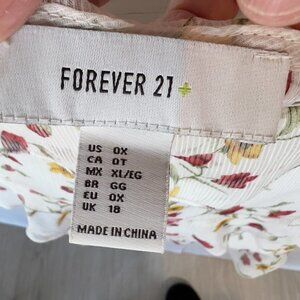 FOREVER 21+
US 0X
CA 0T
MX XL/EG
BR GG
EU 0X
UK 18
MADE IN CHINA